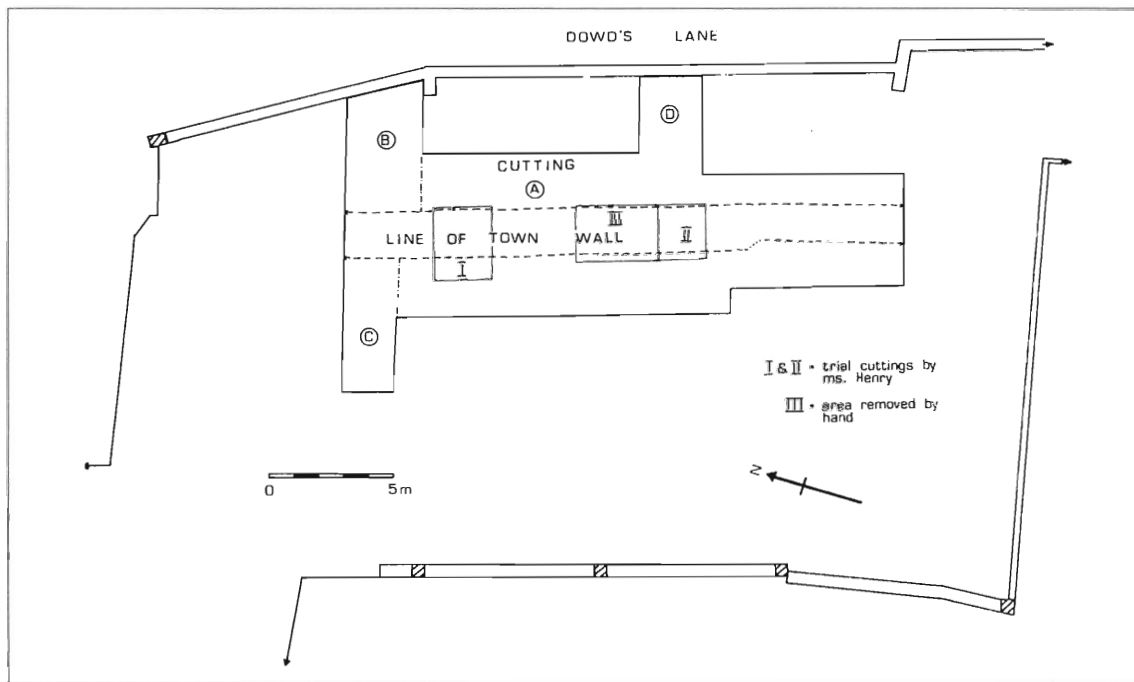 DOWD'S LANE
B
D
CUTTING
A
III
LINE OF TOWN WALL
II
I
C
I & II - trial cuttings by
ms. Henry
III - area removed by
hand
N
0 5m